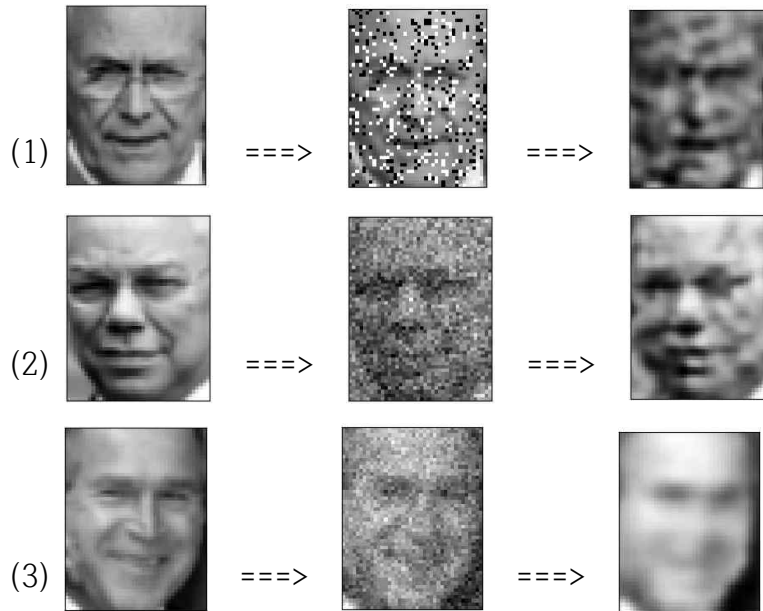 (1) ===> ===>
(2) ===> ===>
(3) ===> ===>